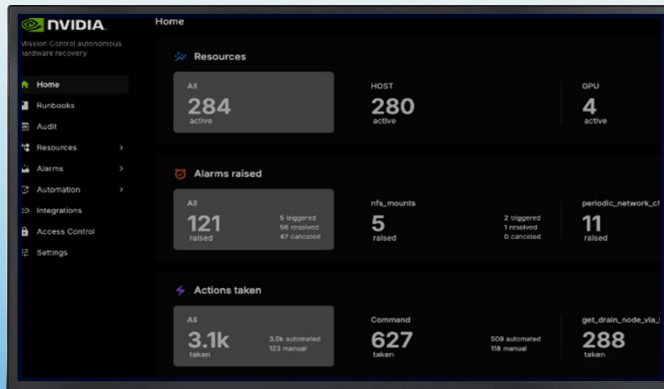 NVIDIA.
Mission Control autonomous
hardware recovery
Home
Runbooks
Audit
Resources
Alarms
Automation
Integrations
Access Control
Settings
Home
Resources
All
284
active
HOST
280
active
GPU
4
active
Alarms raised
All
121
raised
5 triggered
56 resolved
47 canceled
nfs_mounts
5
raised
2 triggered
1 resolved
0 canceled
periodic_network_cf
11
raised
Actions taken
All
3.1k
taken
3.0k automated
123 manual
Command
627
taken
509 automated
118 manual
get_drain_node_via_
288
taken